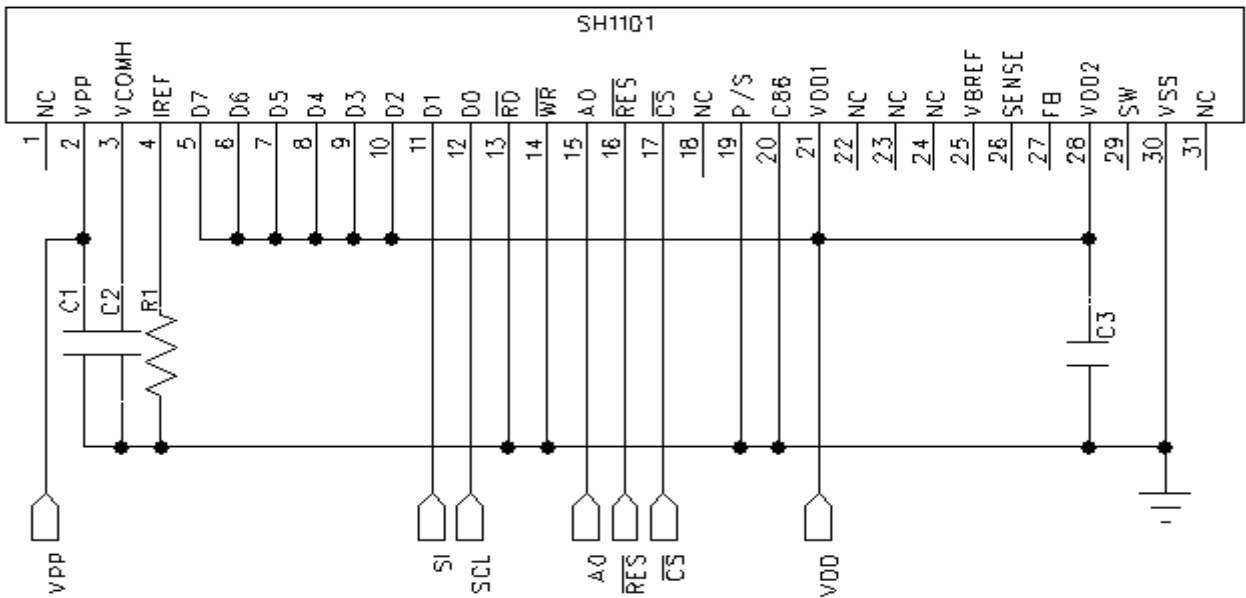 SH1101
NC
VPP
VCOMH
IREF
D7
D6
D5
D4
D3
D2
D1
D0
RD
WR
A0
RES
CS
NC
P/S
C86
VDD1
NC
NC
NC
VBREF
SENSE
FB
VDD2
SW
VSS
NC
1
2
3
4
5
6
7
8
9
10
11
12
13
14
15
16
17
18
19
20
21
22
23
24
25
26
27
28
29
30
31
C1
C2
R1
C3
VPP
SI
SCL
A0
RES
CS
VDD